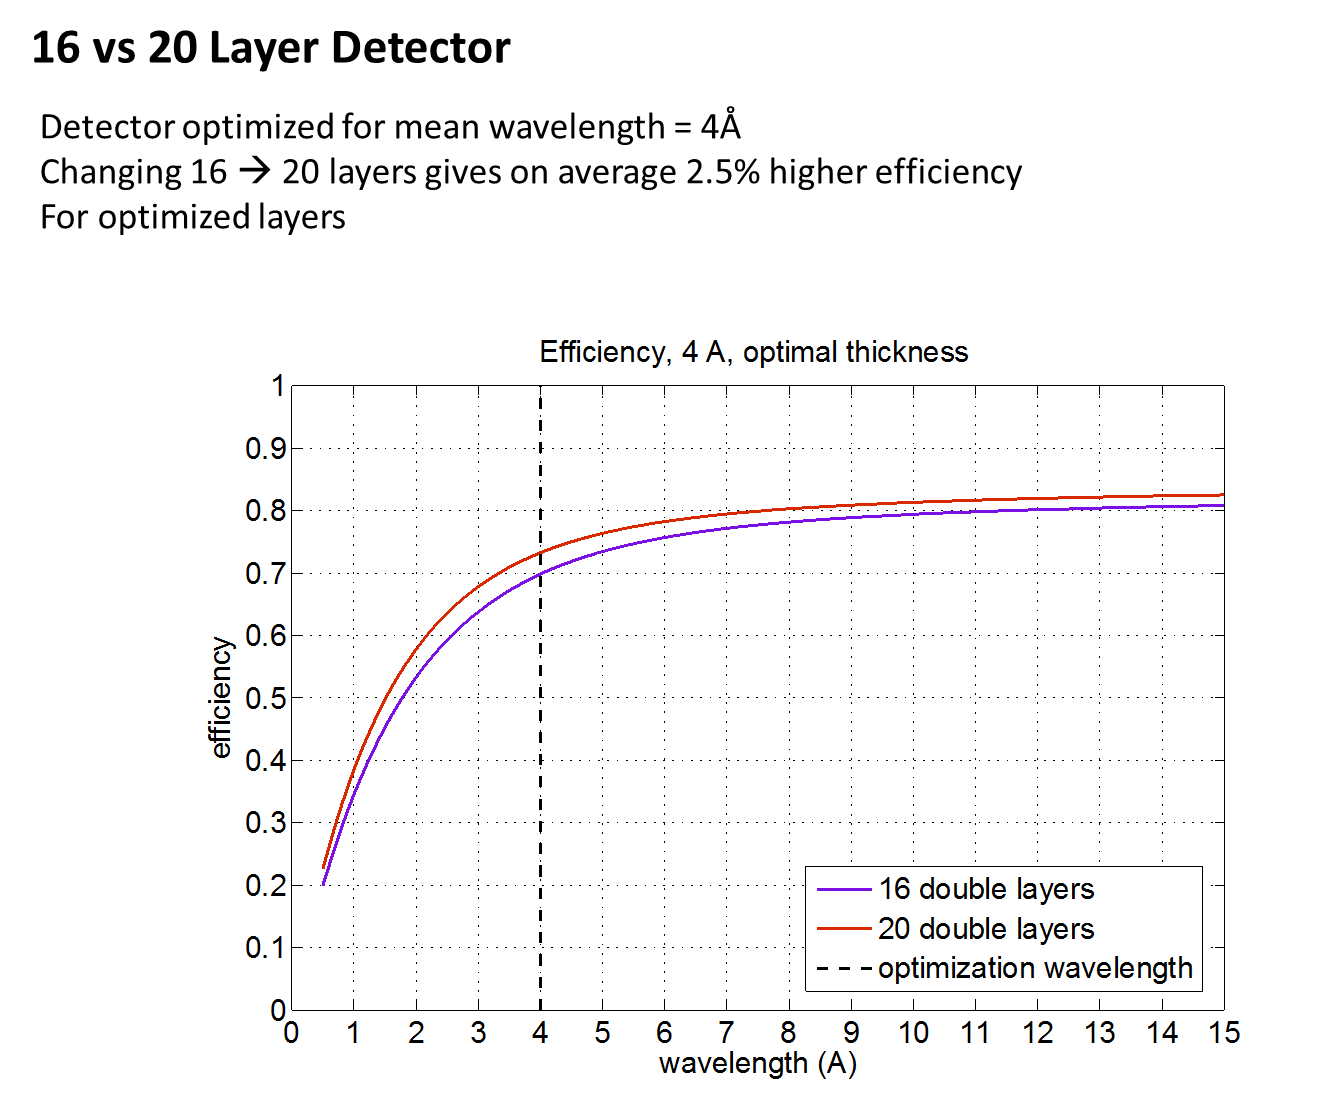 16 vs 20 Layer Detector
Detector optimized for mean wavelength = 4Å
Changing 16 → 20 layers gives on average 2.5% higher efficiency
For optimized layers
Efficiency, 4 A, optimal thickness
1
0.9
0.8
0.7
0.6
0.5
0.4
0.3
0.2
0.1
0
efficiency
16 double layers
20 double layers
optimization wavelength
0 1 2 3 4 5 6 7 8 9 10 11 12 13 14 15
wavelength (A)